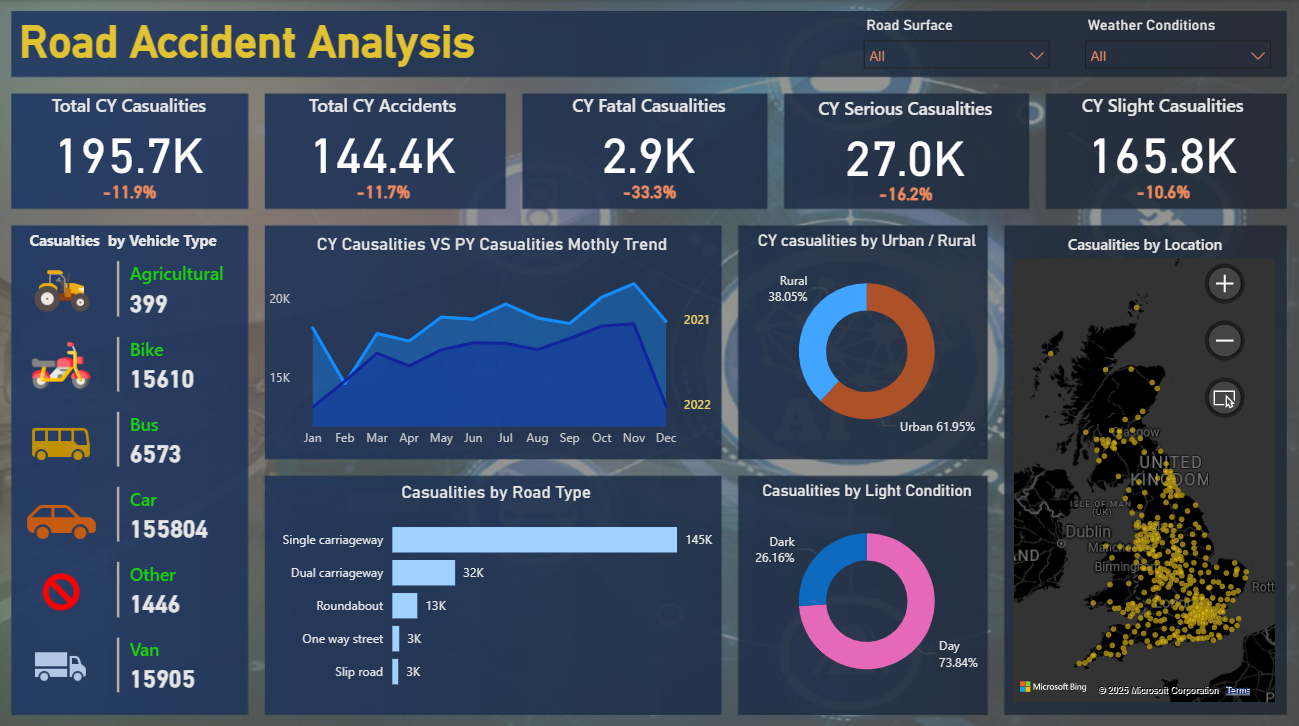 Road Accident Analysis
Road Surface
All
Weather Conditions
All
Total CY Casualities
195.7K
-11.9%
Total CY Accidents
144.4K
-11.7%
CY Fatal Casualities
2.9K
-33.3%
CY Serious Casualities
27.0K
-16.2%
CY Slight Casualities
165.8K
-10.6%
Casualties by Vehicle Type
Agricultural
399
Bike
15610
Bus
6573
Car
155804
Other
1446
Van
15905
CY Causalities VS PY Casualities Mothly Trend
20K
15K
2021
2022
Jan Feb Mar Apr May Jun Jul Aug Sep Oct Nov Dec
CY casualities by Urban / Rural
Rural
38.05%
Urban 61.95%
Casualities by Road Type
Single carriageway 145K
Dual carriageway 32K
Roundabout 13K
One way street 3K
Slip road 3K
Casualities by Light Condition
Dark
26.16%
Day
73.84%
Casualities by Location
UNITED
KINGDOM
ISLE OF MAN
(UK)
Dublin
Microsoft Bing
© 2025 Microsoft Corporation Terms